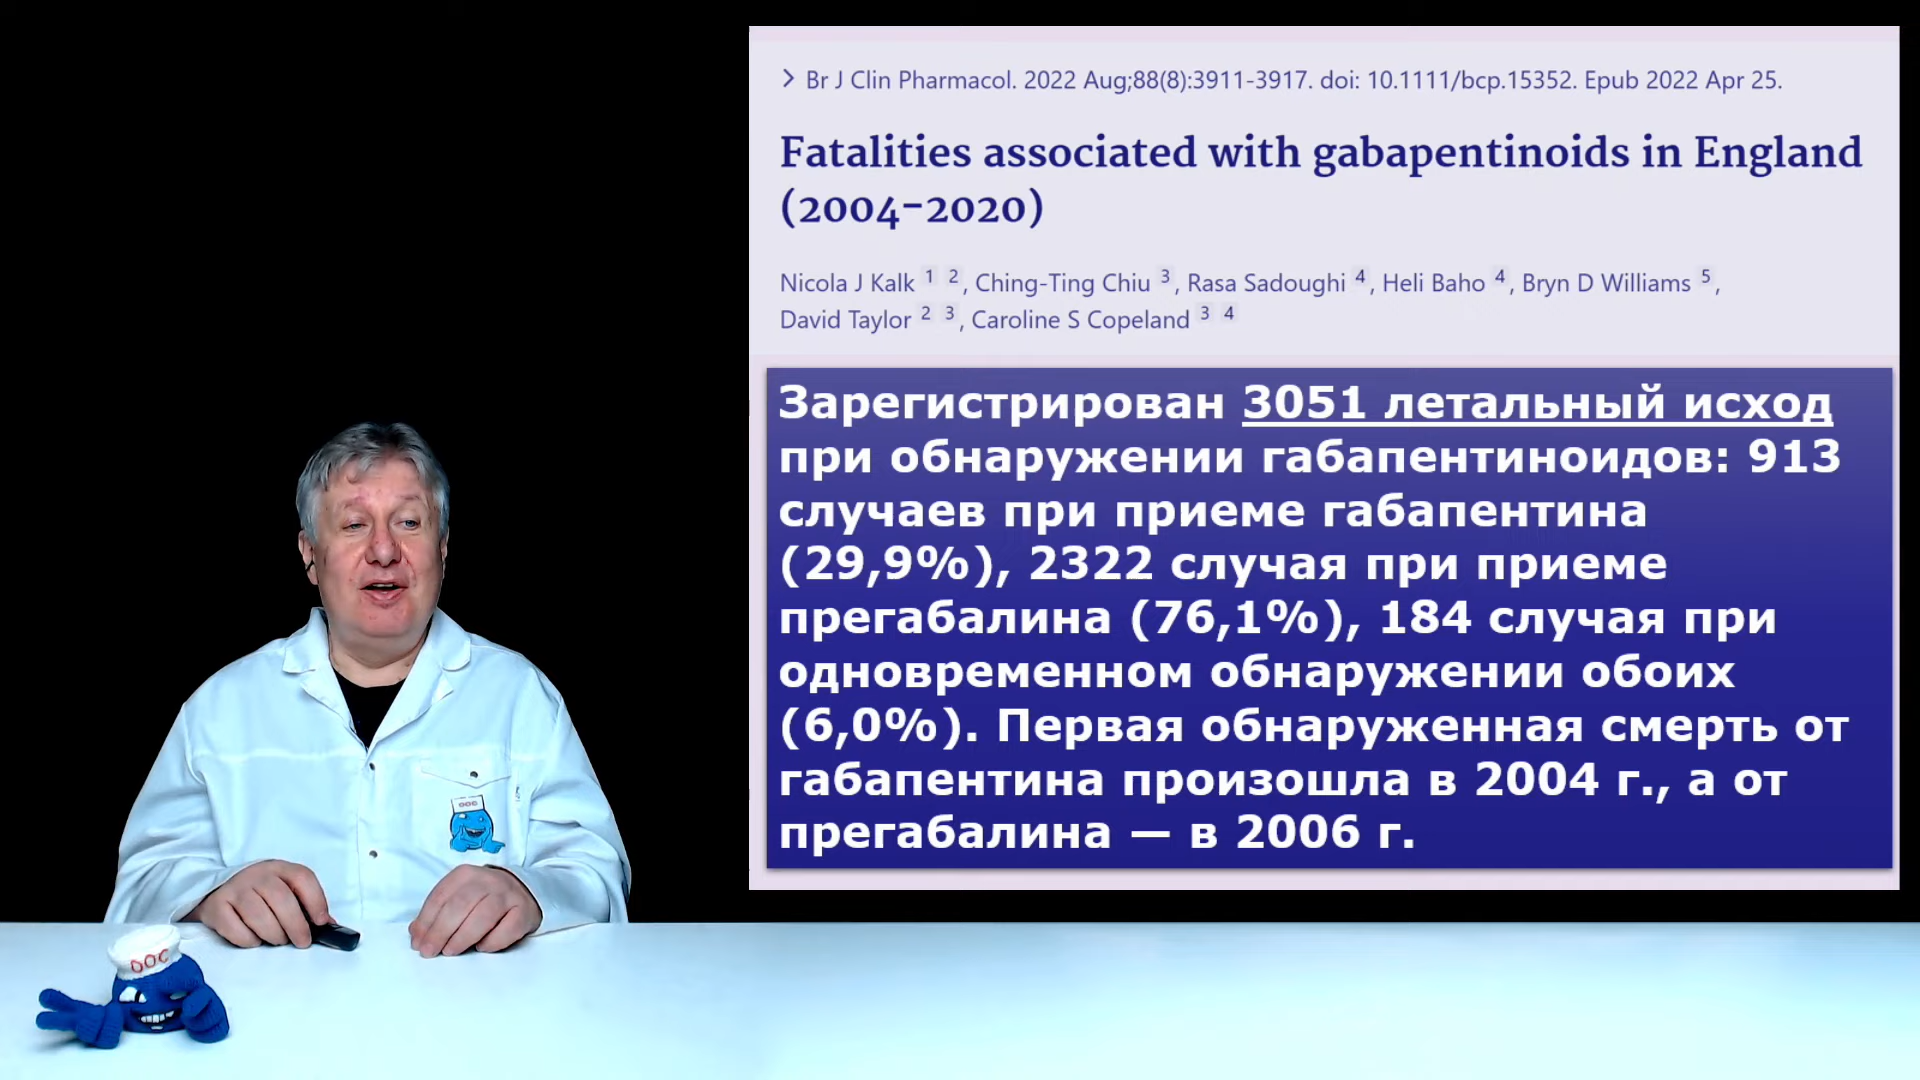 Br J Clin Pharmacol. 2022 Aug;88(8):3911-3917. doi: 10.1111/bcp.15352. Epub 2022 Apr 25.
Fatalities associated with gabapentinoids in England
(2004-2020)
Nicola J Kalk 1 2, Ching-Ting Chiu 3, Rasa Sadoughi 4, Heli Baho 4, Bryn D Williams 5,
David Taylor 2 3, Caroline S Copeland 3 4
Зарегистрирован 3051 летальный исход
при обнаружении габапентиноидов: 913
случаев при приеме габапентина
(29,9%), 2322 случая при приеме
прегабалина (76,1%), 184 случая при
одновременном обнаружении обоих
(6,0%). Первая обнаруженная смерть от
габапентина произошла в 2004 г., а от
прегабалина — в 2006 г.
DOC
DOC